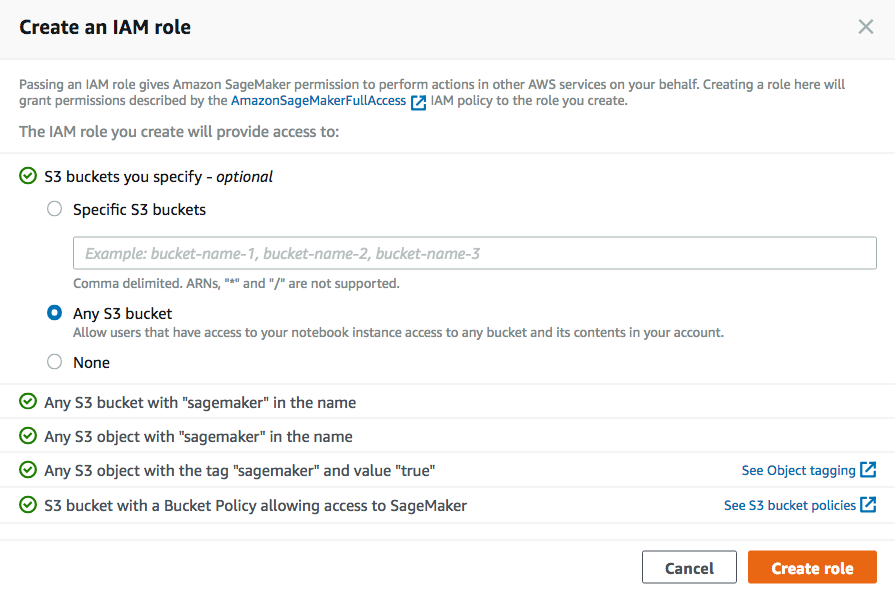 Create an IAM role
Passing an IAM role gives Amazon SageMaker permission to perform actions in other AWS services on your behalf. Creating a role here will
grant permissions described by the AmazonSageMakerFullAccess IAM policy to the role you create.
The IAM role you create will provide access to:
S3 buckets you specify - optional
Specific S3 buckets
Example: bucket-name-1, bucket-name-2, bucket-name-3
Comma delimited. ARNs, "*" and "/" are not supported.
Any S3 bucket
Allow users that have access to your notebook instance access to any bucket and its contents in your account.
None
Any S3 bucket with "sagemaker" in the name
Any S3 object with "sagemaker" in the name
Any S3 object with the tag "sagemaker" and value "true" See Object tagging
S3 bucket with a Bucket Policy allowing access to SageMaker See S3 bucket policies
Cancel Create role